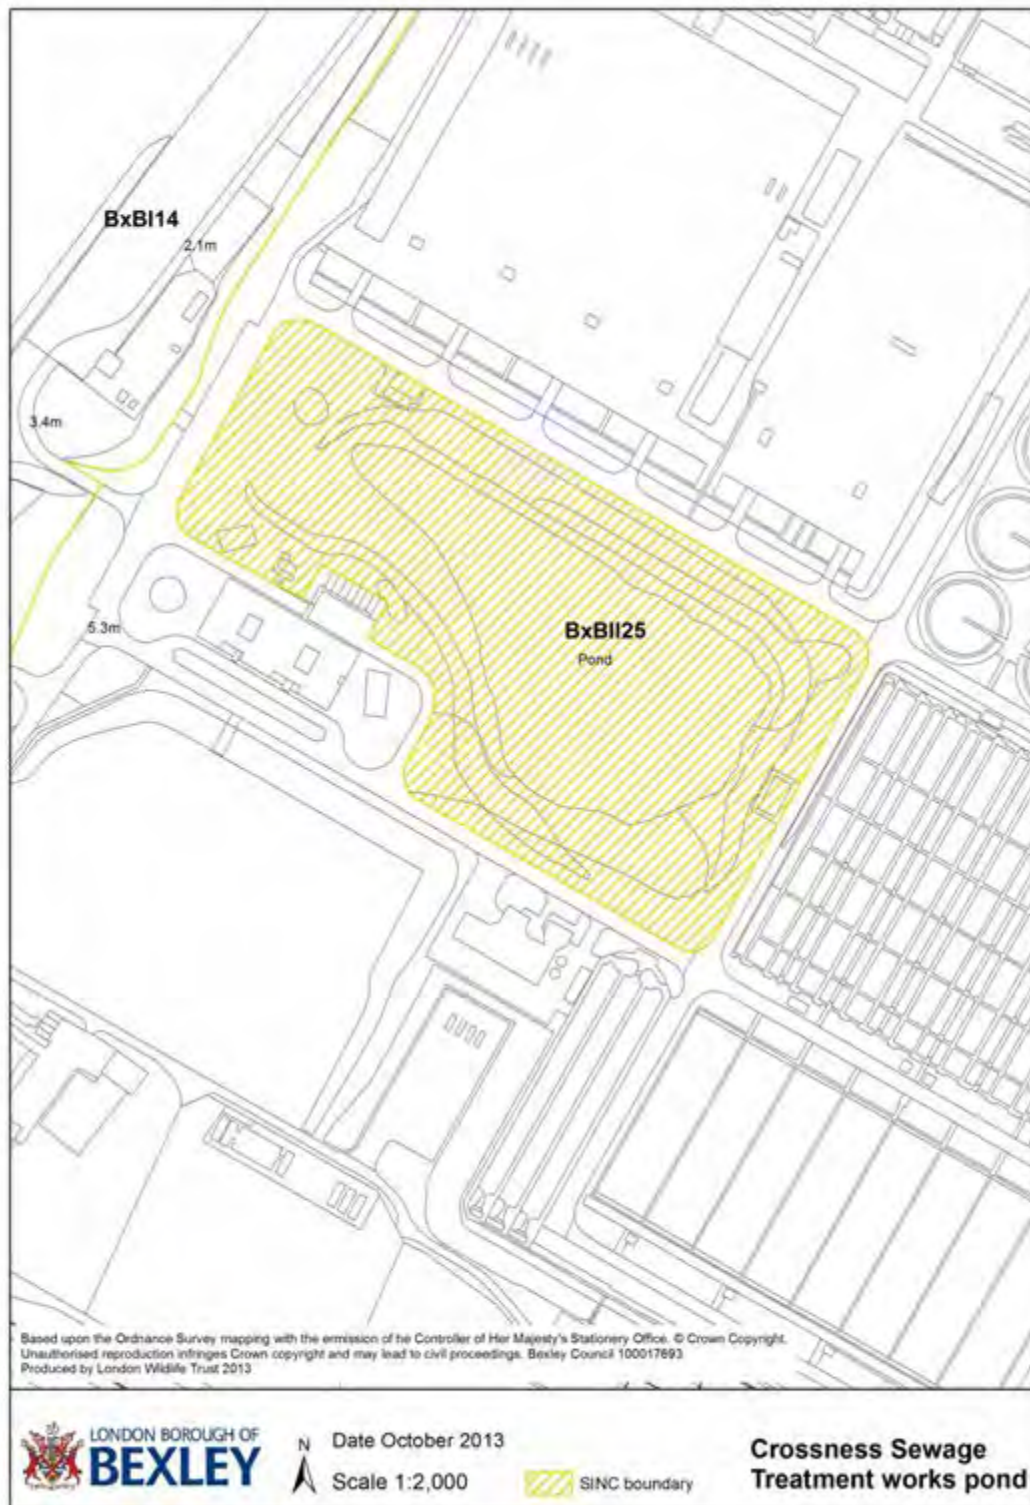 BxBI14
2.1m
3.4m
5.3m
BxBII25
Pond
Based upon the Ordnance Survey mapping with the ermission of he Controller of Her Majesty's Stationery Office. © Crown Copyright.
Unauthorised reproduction infringes Crown copyright and may lead to civil proceedings. Bexley Council 100017693
Produced by London Wildlife Trust 2013
LONDON BOROUGH OF
BEXLEY
N
Date October 2013
Scale 1:2,000
SINC boundary
Crossness Sewage
Treatment works pond